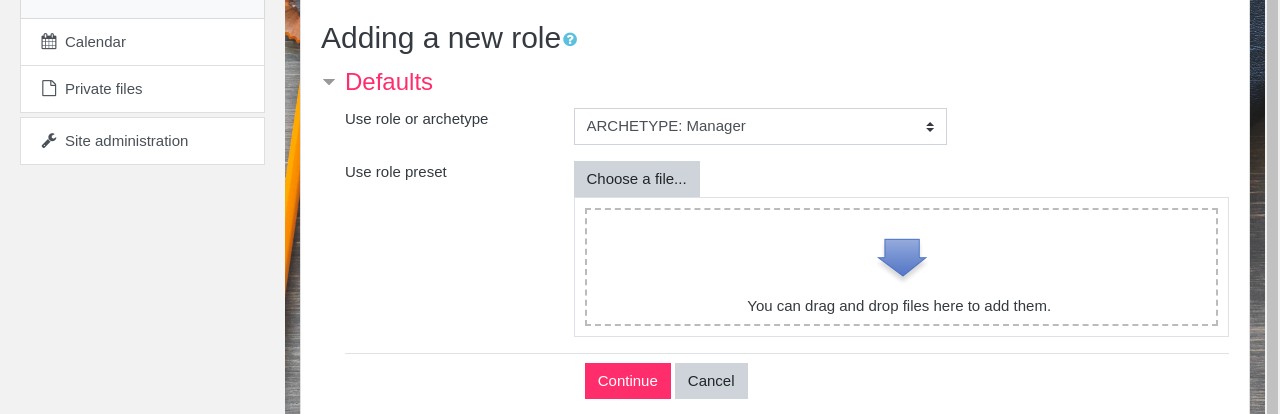 Calendar
Private files
Site administration
Adding a new role
Defaults
Use role or archetype
ARCHETYPE: Manager
Use role preset
Choose a file...
You can drag and drop files here to add them.
Continue
Cancel